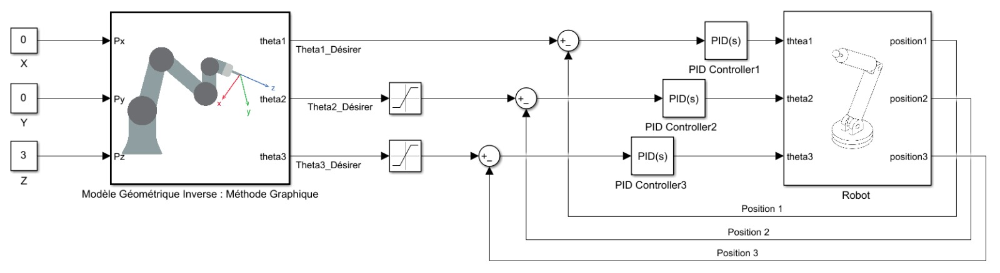 0
X
0
Y
3
Z
Px
Py
Pz
theta1
theta2
theta3
x
y
z
Modèle Géométrique Inverse : Méthode Graphique
Theta1_Désirer
Theta2_Désirer
Theta3_Désirer
+
−
+
−
+
−
PID(s)
PID Controller1
PID(s)
PID Controller2
PID(s)
PID Controller3
thtea1
theta2
theta3
position1
position2
position3
Robot
Position 1
Position 2
Position 3